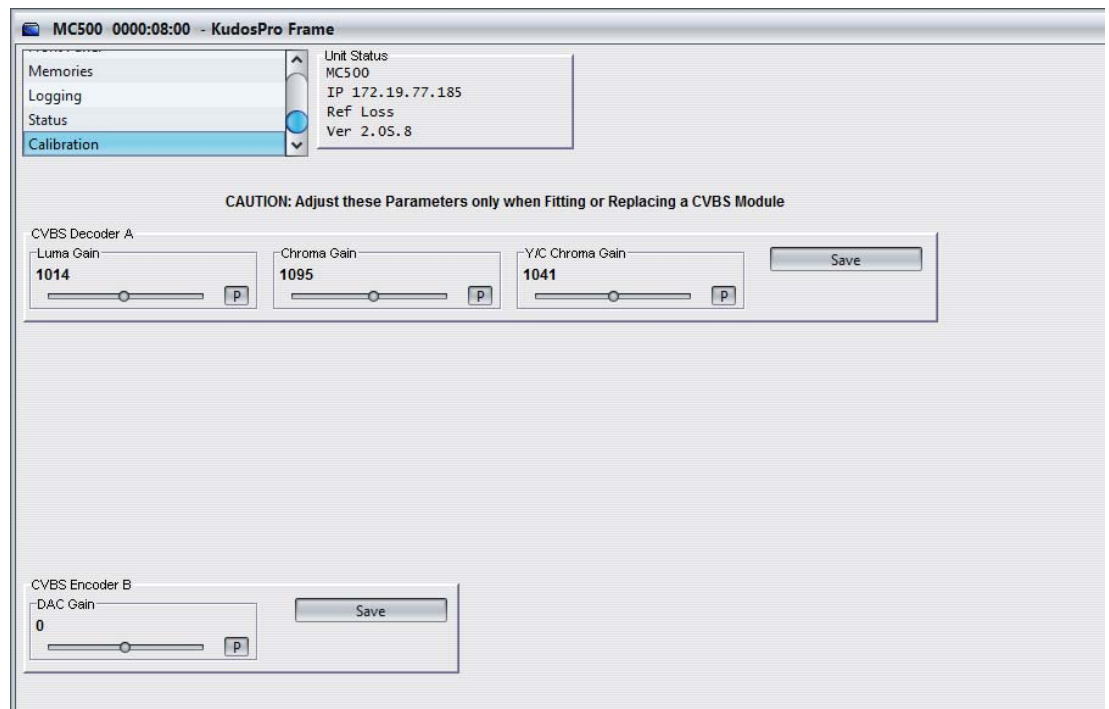 MC500 0000:08:00 - KudosPro Frame
Memories
Logging
Status
Calibration
Unit Status
MC500
IP 172.19.77.185
Ref Loss
Ver 2.0S.8
CAUTION: Adjust these Parameters only when Fitting or Replacing a CVBS Module
CVBS Decoder A
Luma Gain
1014
P
Chroma Gain
1095
P
Y/C Chroma Gain
1041
P
Save
CVBS Encoder B
DAC Gain
0
P
Save